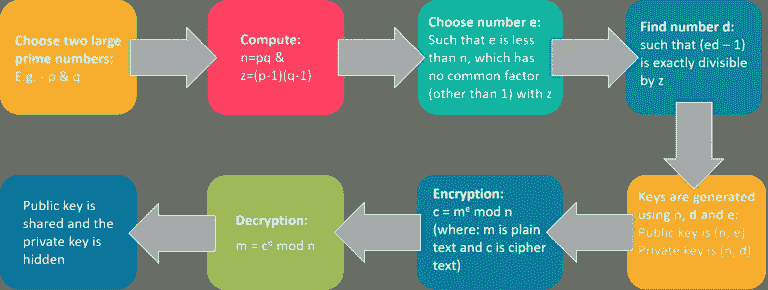 Choose two large
prime numbers:
E.g. - p & q
Compute:
n=pq &
z=(p-1)(q-1)
Choose number e:
Such that e is less
than n, which has
no common factor
(other than 1) with z
Find number d:
such that (ed – 1)
is exactly divisible
by z
Keys are generated
using n, d and e:
Public key is (n, e)
Private key is (n, d)
Encryption:
c = mᵉ mod n
(where: m is plain
text and c is cipher
text)
Decryption:
m = cᵈ mod n
Public key is
shared and the
private key is
hidden